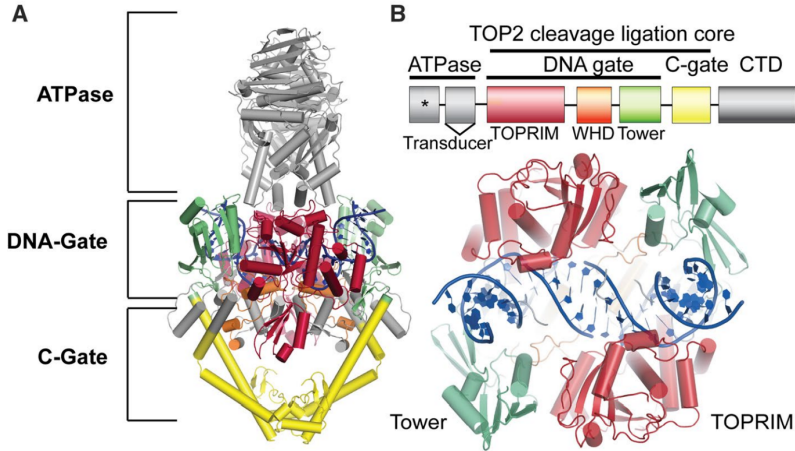 A
ATPase
DNA-Gate
C-Gate
B
TOP2 cleavage ligation core
ATPase DNA gate C-gate CTD
*
Transducer TOPRIM WHD Tower
Tower TOPRIM